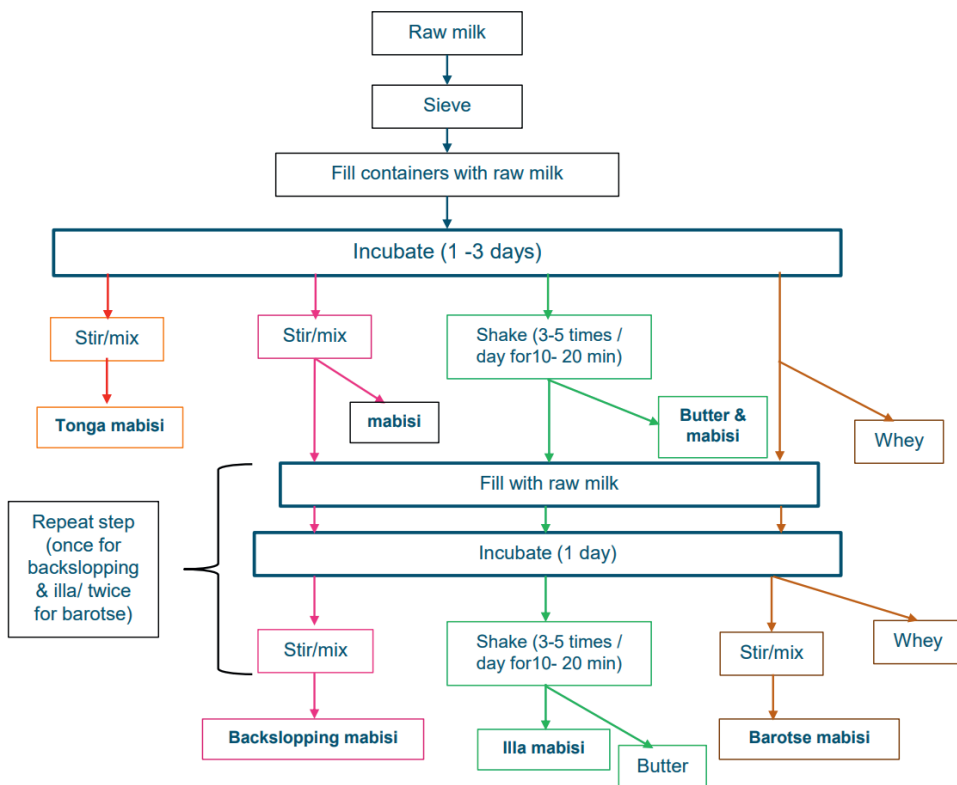 Raw milk
Sieve
Fill containers with raw milk
Incubate (1 -3 days)
Stir/mix
Stir/mix
Shake (3-5 times /
day for10- 20 min)
Tonga mabisi
mabisi
Butter &
mabisi
Whey
Fill with raw milk
Repeat step
(once for
backslopping
& illa/ twice
for barotse)
Incubate (1 day)
Stir/mix
Shake (3-5 times /
day for10- 20 min)
Stir/mix
Whey
Backslopping mabisi
Illa mabisi
Butter
Barotse mabisi